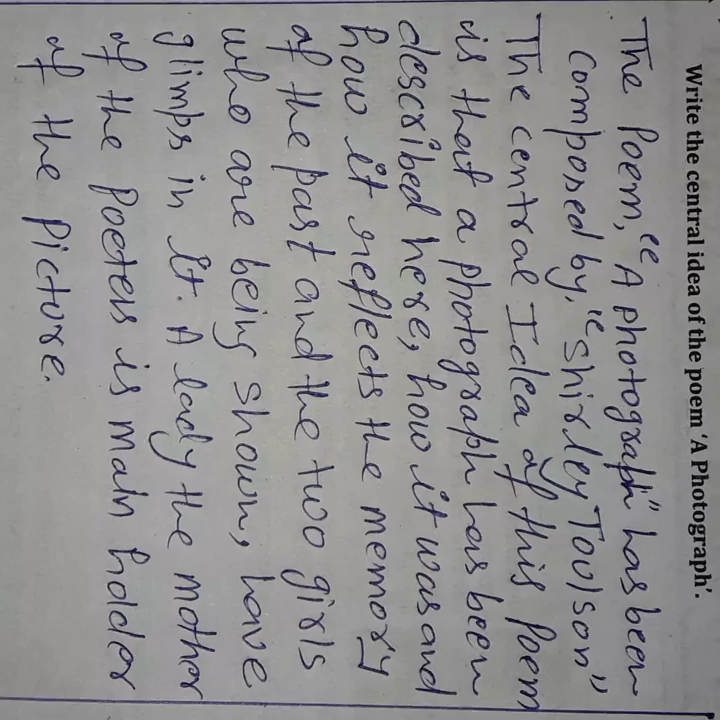 Write the central idea of the poem 'A Photograph'.
The Poem, "A photograph" has been
composed by, "Shirley Toulson"
The central Idea of this Poem
is that a photograph has been
described here, how it was and
how it reflects the memory
of the past and the two girls
who are being shown, have
glimps in it. A lady the mother
of the Poetess is main holder
of the picture.